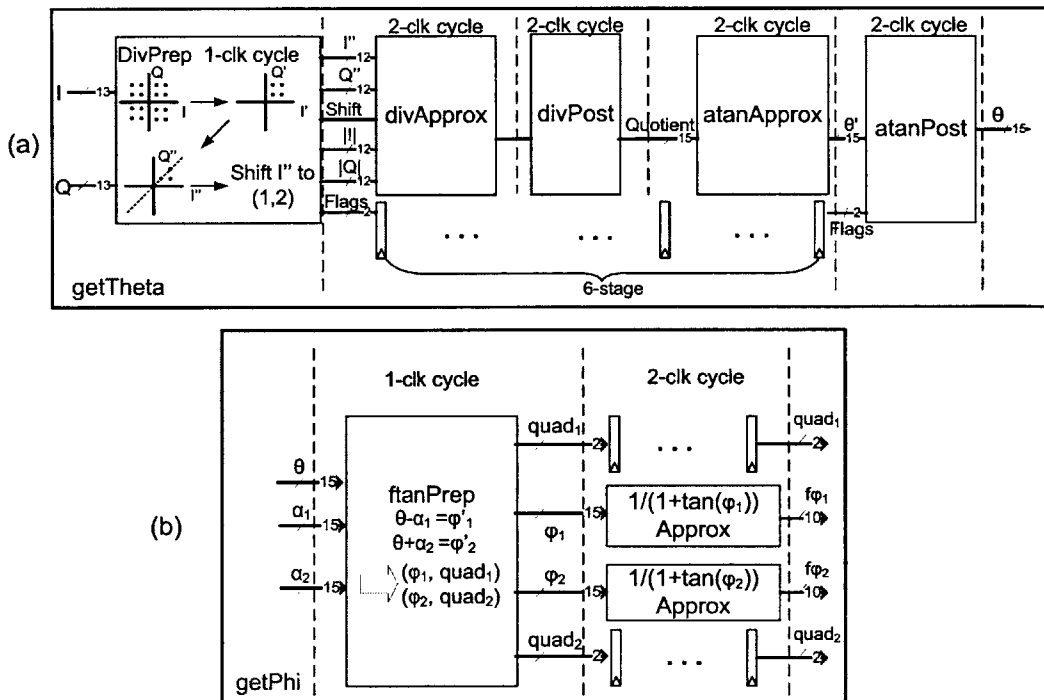 (a)
DivPrep 1-clk cycle
Q
I
Q'
I'
Q''
I''
Shift I'' to
(1,2)
I 13
Q 13
I'' 12
Q'' 12
Shift
|I| 12
|Q| 12
Flags 2
2-clk cycle
divApprox
2-clk cycle
divPost
Quotient 15
2-clk cycle
atanApprox
θ' 15
2
Flags
2-clk cycle
atanPost
θ
15
... ... ...
6-stage
getTheta
(b)
1-clk cycle
2-clk cycle
θ 15
α1 15
α2 15
ftanPrep
θ-α1 =φ'1
θ+α2 =φ'2
(φ1, quad1)
(φ2, quad2)
quad1 2
...
quad1
2
φ1 15
1/(1+tan(φ1))
Approx
fφ1
10
φ2 15
1/(1+tan(φ2))
Approx
fφ2
10
quad2 2
...
quad2
2
getPhi